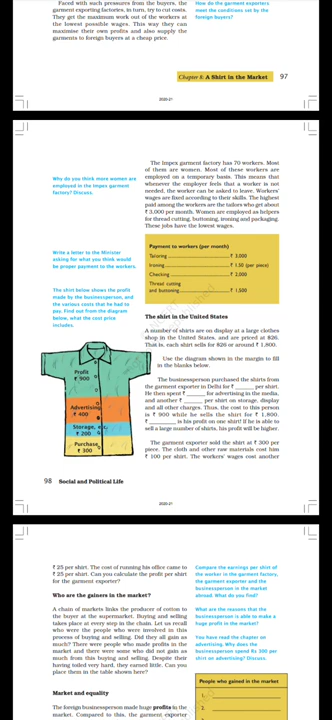 Faced with such pressures from the buyers, the
garment exporting factories, in turn, try to cut costs.
They get the maximum work out of the workers at
the lowest possible wages. This way they can
maximise their own profits and also supply the
garments to foreign buyers at a cheap price.
How do the garment exporters
meet the conditions set by the
foreign buyers?
Chapter 8: A Shirt in the Market 97
2020-21
Why do you think more women are
employed in the Impex garment
factory? Discuss.
Write a letter to the Minister
asking for what you think would
be proper payment to the workers.
The shirt below shows the profit
made by the businessperson, and
the various costs that he had to
pay. Find out from the diagram
below, what the cost price
includes.
Profit
₹ 900
Advertising
₹ 400
Storage, etc.
₹ 200
Purchase
₹ 300
The Impex garment factory has 70 workers. Most
of them are women. Most of these workers are
employed on a temporary basis. This means that
whenever the employer feels that a worker is not
needed, the worker can be asked to leave. Workers'
wages are fixed according to their skills. The highest
paid among the workers are the tailors who get about
₹ 3,000 per month. Women are employed as helpers
for thread cutting, buttoning, ironing and packaging.
These jobs have the lowest wages.
Payment to workers (per month)
Tailoring ₹ 3,000
Ironing ₹ 1.50 (per piece)
Checking ₹ 2,000
Thread cutting
and buttoning ₹ 1,500
The shirt in the United States
A number of shirts are on display at a large clothes
shop in the United States, and are priced at $26.
That is, each shirt sells for $26 or around ₹ 1,800.
Use the diagram shown in the margin to fill
in the blanks below.
The businessperson purchased the shirts from
the garment exporter in Delhi for ₹ ______ per shirt.
He then spent ₹ ______ for advertising in the media,
and another ₹ ______ per shirt on storage, display
and all other charges. Thus, the cost to this person
is ₹ 900 while he sells the shirt for ₹ 1,800.
₹ ______ is his profit on one shirt! If he is able to
sell a large number of shirts, his profit will be higher.
The garment exporter sold the shirt at ₹ 300 per
piece. The cloth and other raw materials cost him
₹ 100 per shirt. The workers' wages cost another
98 Social and Political Life
2020-21
₹ 25 per shirt. The cost of running his office came to
₹ 25 per shirt. Can you calculate the profit per shirt
for the garment exporter?
Who are the gainers in the market?
A chain of markets links the producer of cotton to
the buyer at the supermarket. Buying and selling
takes place at every step in the chain. Let us recall
who were the people who were involved in this
process of buying and selling. Did they all gain as
much? There were people who made profits in the
market and there were some who did not gain as
much from this buying and selling. Despite their
having toiled very hard, they earned little. Can you
place them in the table shown here?
Market and equality
The foreign businessperson made huge profits in the
market. Compared to this, the garment exporter
Compare the earnings per shirt of
the worker in the garment factory,
the garment exporter and the
businessperson in the market
abroad. What do you find?
What are the reasons that the
businessperson is able to make a
huge profit in the market?
You have read the chapter on
advertising. Why does the
businessperson spend Rs 300 per
shirt on advertising? Discuss.
People who gained in the market
1.
2.